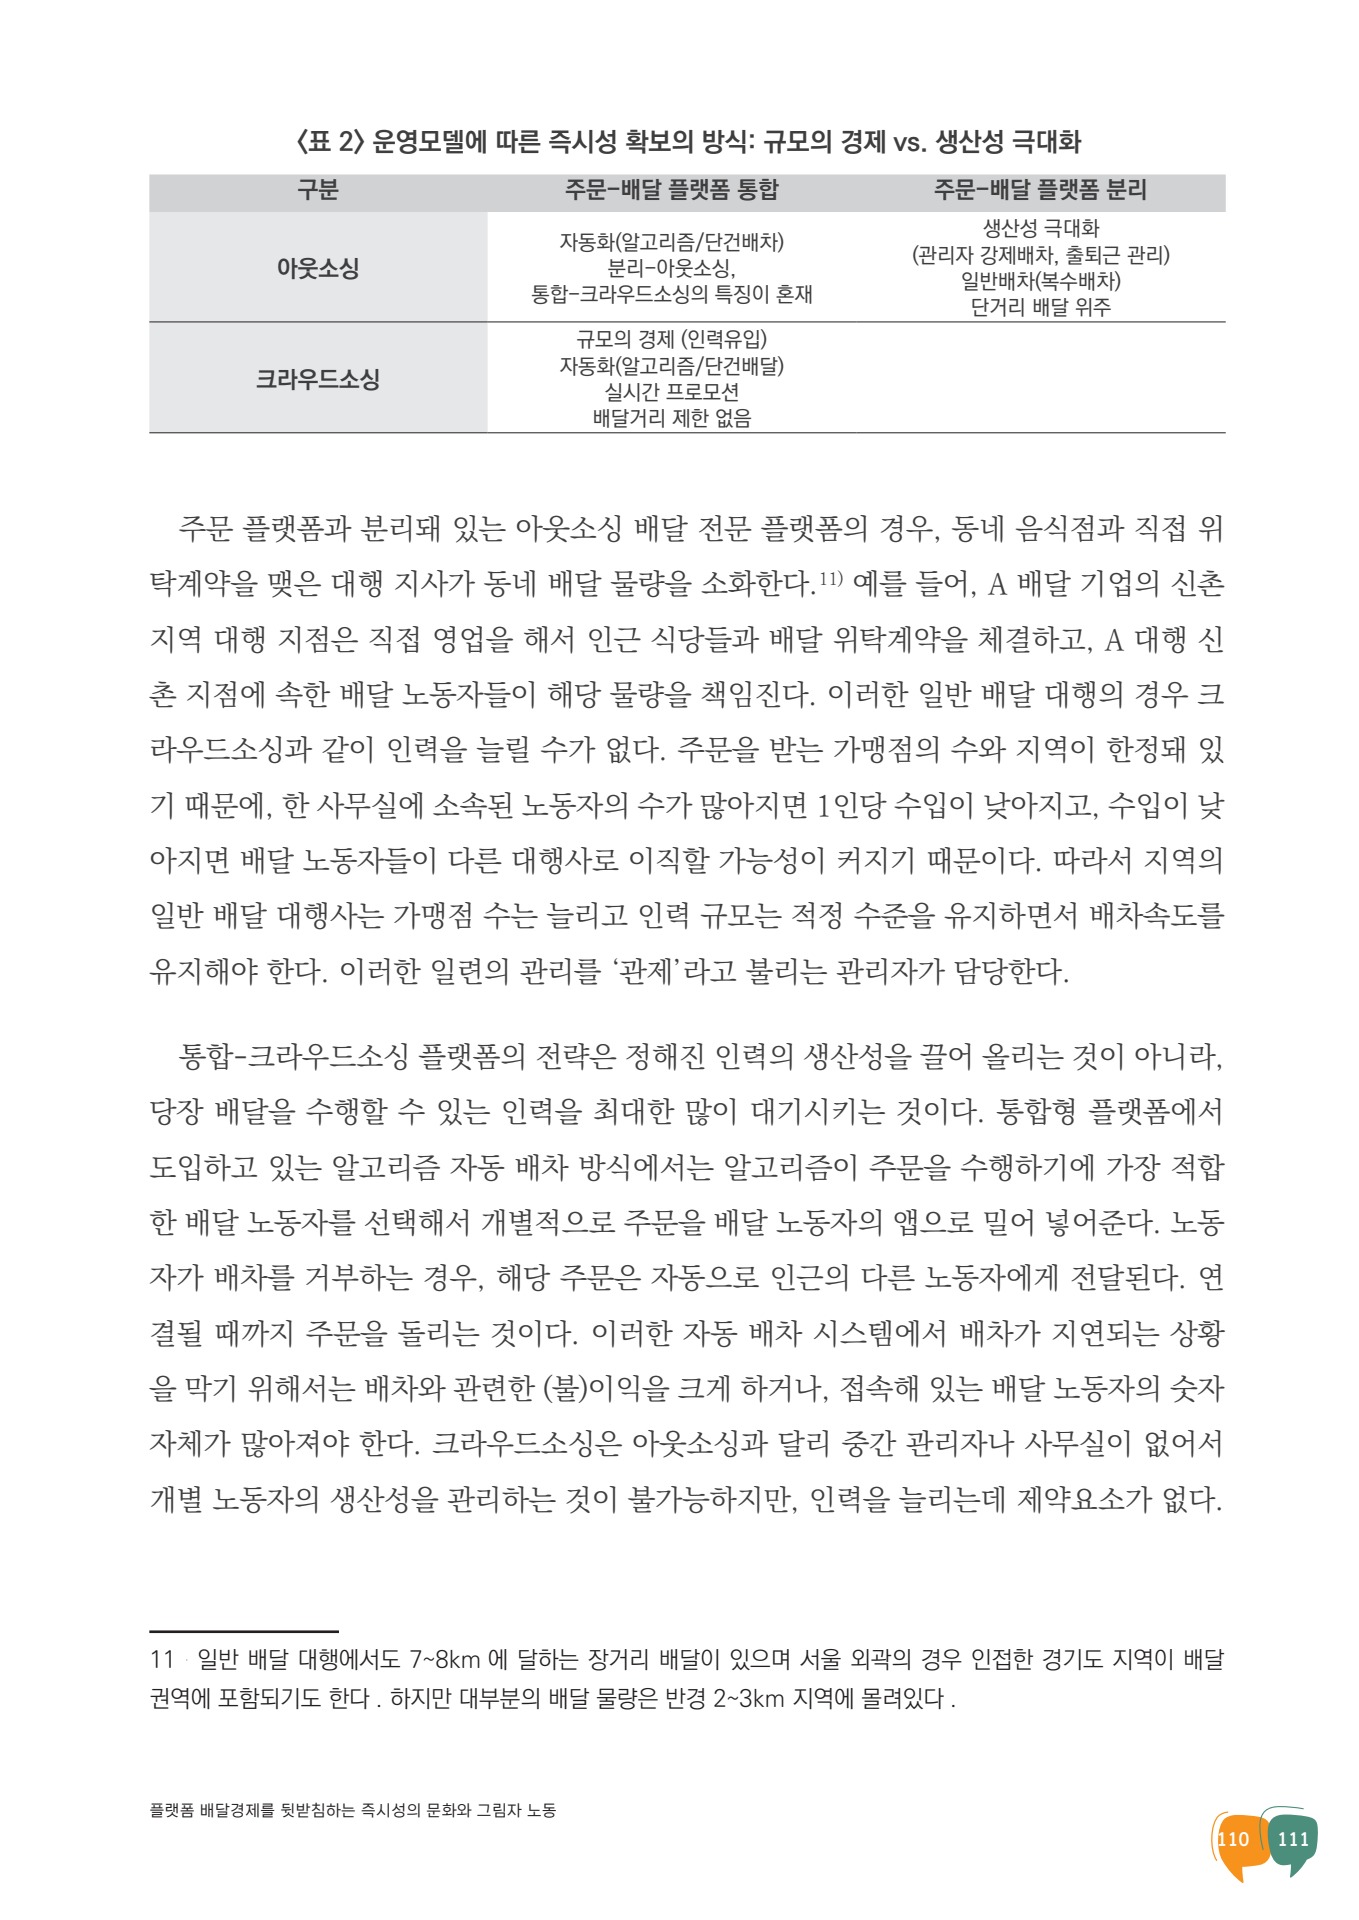 〈표 2〉 운영모델에 따른 즉시성 확보의 방식: 규모의 경제 vs. 생산성 극대화
구분 주문-배달 플랫폼 통합 주문-배달 플랫폼 분리
아웃소싱
자동화(알고리즘/단건배차)
분리-아웃소싱,
통합-크라우드소싱의 특징이 혼재
생산성 극대화
(관리자 강제배차, 출퇴근 관리)
일반배차(복수배차)
단거리 배달 위주
크라우드소싱
규모의 경제 (인력유입)
자동화(알고리즘/단건배달)
실시간 프로모션
배달거리 제한 없음
주문 플랫폼과 분리돼 있는 아웃소싱 배달 전문 플랫폼의 경우, 동네 음식점과 직접 위
탁계약을 맺은 대행 지사가 동네 배달 물량을 소화한다.11) 예를 들어, A 배달 기업의 신촌
지역 대행 지점은 직접 영업을 해서 인근 식당들과 배달 위탁계약을 체결하고, A 대행 신
촌 지점에 속한 배달 노동자들이 해당 물량을 책임진다. 이러한 일반 배달 대행의 경우 크
라우드소싱과 같이 인력을 늘릴 수가 없다. 주문을 받는 가맹점의 수와 지역이 한정돼 있
기 때문에, 한 사무실에 소속된 노동자의 수가 많아지면 1인당 수입이 낮아지고, 수입이 낮
아지면 배달 노동자들이 다른 대행사로 이직할 가능성이 커지기 때문이다. 따라서 지역의
일반 배달 대행사는 가맹점 수는 늘리고 인력 규모는 적정 수준을 유지하면서 배차속도를
유지해야 한다. 이러한 일련의 관리를 ‘관제’라고 불리는 관리자가 담당한다.
통합-크라우드소싱 플랫폼의 전략은 정해진 인력의 생산성을 끌어 올리는 것이 아니라,
당장 배달을 수행할 수 있는 인력을 최대한 많이 대기시키는 것이다. 통합형 플랫폼에서
도입하고 있는 알고리즘 자동 배차 방식에서는 알고리즘이 주문을 수행하기에 가장 적합
한 배달 노동자를 선택해서 개별적으로 주문을 배달 노동자의 앱으로 밀어 넣어준다. 노동
자가 배차를 거부하는 경우, 해당 주문은 자동으로 인근의 다른 노동자에게 전달된다. 연
결될 때까지 주문을 돌리는 것이다. 이러한 자동 배차 시스템에서 배차가 지연되는 상황
을 막기 위해서는 배차와 관련한 (불)이익을 크게 하거나, 접속해 있는 배달 노동자의 숫자
자체가 많아져야 한다. 크라우드소싱은 아웃소싱과 달리 중간 관리자나 사무실이 없어서
개별 노동자의 생산성을 관리하는 것이 불가능하지만, 인력을 늘리는데 제약요소가 없다.
11 일반 배달 대행에서도 7~8km 에 달하는 장거리 배달이 있으며 서울 외곽의 경우 인접한 경기도 지역이 배달
권역에 포함되기도 한다 . 하지만 대부분의 배달 물량은 반경 2~3km 지역에 몰려있다 .
플랫폼 배달경제를 뒷받침하는 즉시성의 문화와 그림자 노동
110 111